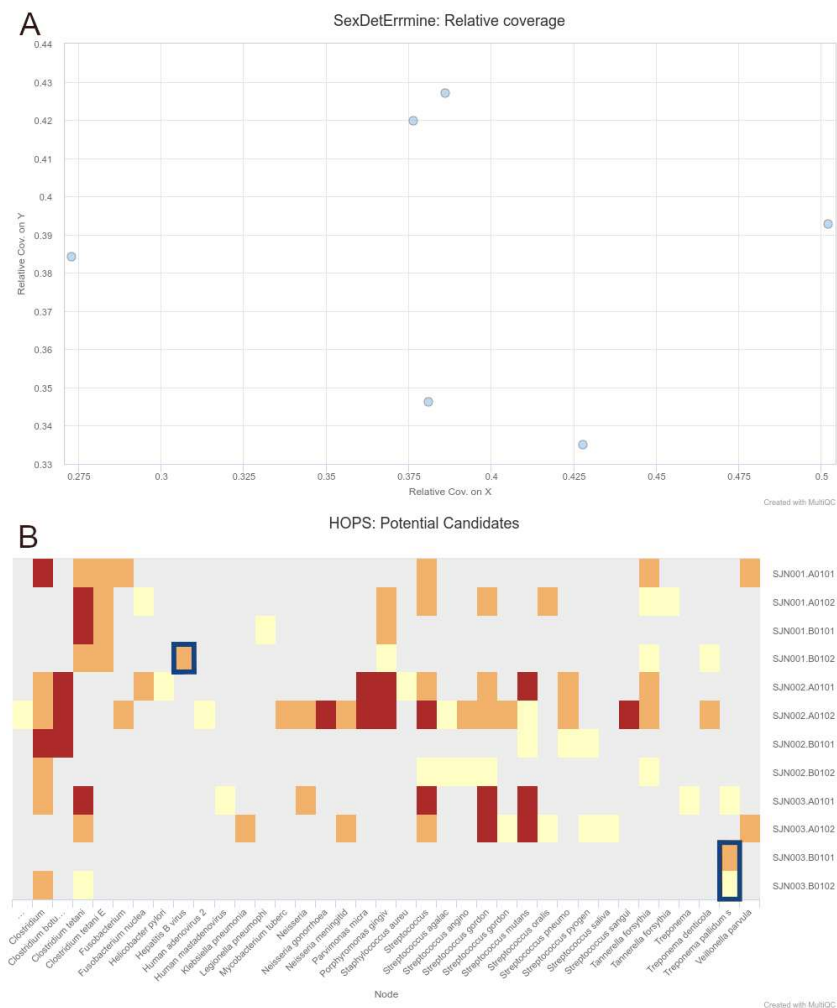 A
SexDetErrmine: Relative coverage
0.44
0.43
0.42
0.41
0.4
0.39
0.38
0.37
0.36
0.35
0.34
0.33
Relative Cov. on Y
0.275
0.3
0.325
0.35
0.375
0.4
0.425
0.45
0.475
0.5
Relative Cov. on X
Created with MultiQC
B
HOPS: Potential Candidates
SJN001.A0101
SJN001.A0102
SJN001.B0101
SJN001.B0102
SJN002.A0101
SJN002.A0102
SJN002.B0101
SJN002.B0102
SJN003.A0101
SJN003.A0102
SJN003.B0101
SJN003.B0102
...
Clostridium
Clostridium botu...
Clostridium tetani
Clostridium tetani E
Fusobacterium
Fusobacterium nuclea
Helicobacter pylori
Hepatitis B virus
Human adenovirus 2
Human mastadenovirus
Klebsiella pneumonia
Legionella pneumophi
Mycobacterium tuberc
Neisseria
Neisseria gonorrhoea
Neisseria meningitid
Parvimonas micra
Porphyromonas gingiv
Staphylococcus aureu
Streptococcus
Streptococcus agalac
Streptococcus angino
Streptococcus gordon
Streptococcus gordon
Streptococcus mutans
Streptococcus oralis
Streptococcus pneumo
Streptococcus pyogen
Streptococcus saliva
Streptococcus sangui
Tannerella forsythia
Tannerella forsythia
Treponema
Treponema denticola
Treponema pallidum s
Veillonella parvula
Node
Created with MultiQC